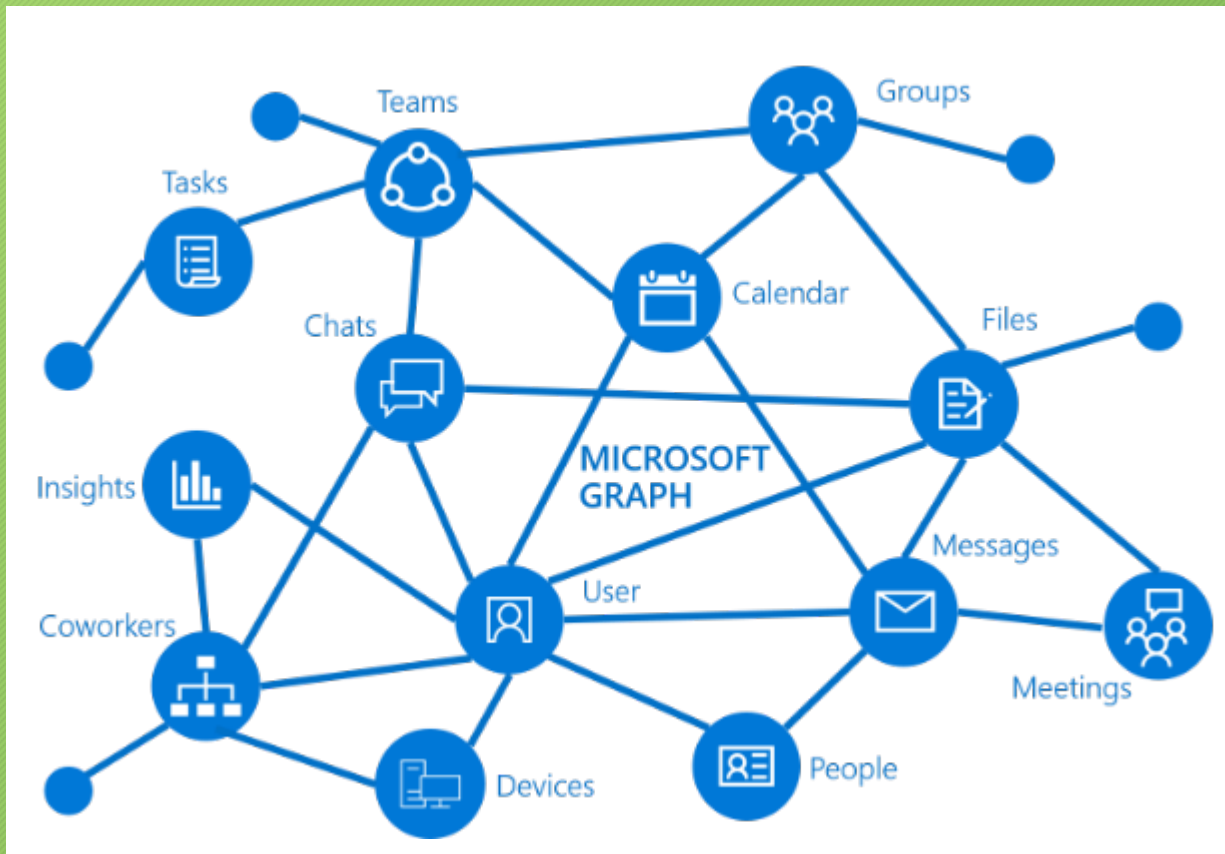 Teams
Groups
Tasks
Calendar
Chats
Files
MICROSOFT
GRAPH
Insights
Messages
User
Coworkers
Meetings
People
Devices